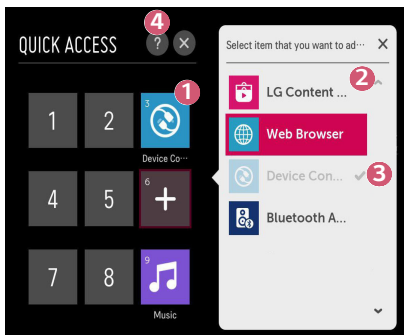 QUICK ACCESS
4
?
1
2
3
1
Device Co...
4
5
6
7
8
9
Music
Select item that you want to ad...
2
LG Content ...
Web Browser
Device Con...
3
Bluetooth A...